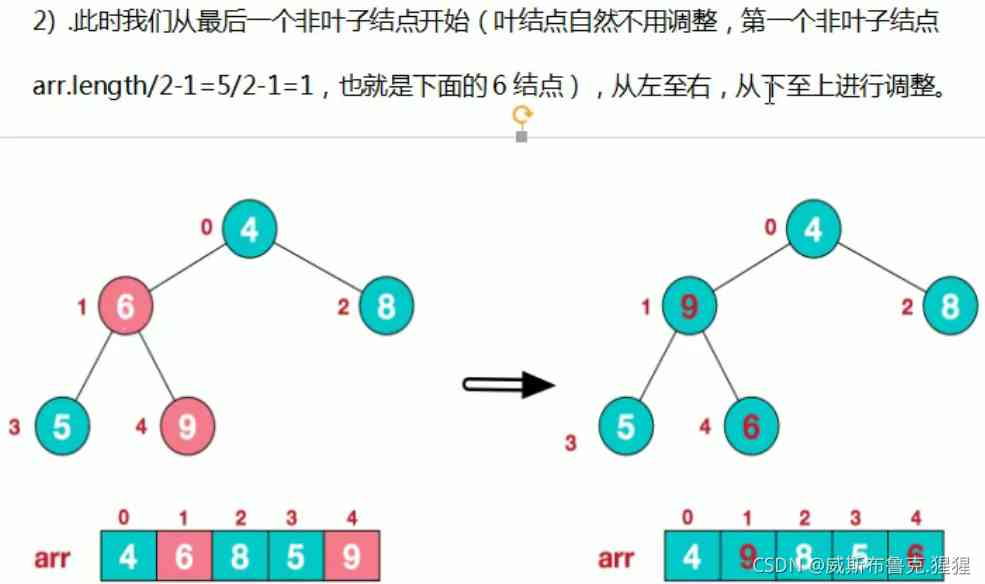 2) .此时我们从最后一个非叶子结点开始（叶结点自然不用调整，第一个非叶子结点
arr.length/2-1=5/2-1=1，也就是下面的6结点），从左至右，从下至上进行调整。
0 4
1 6
2 8
3 5
4 9
0 4
1 9
2 8
3 5
4 6
0 1 2 3 4
arr 4 6 8 5 9
0 1 2 3 4
arr 4 9 8 5 6
CSDN @威斯布鲁克.猩猩